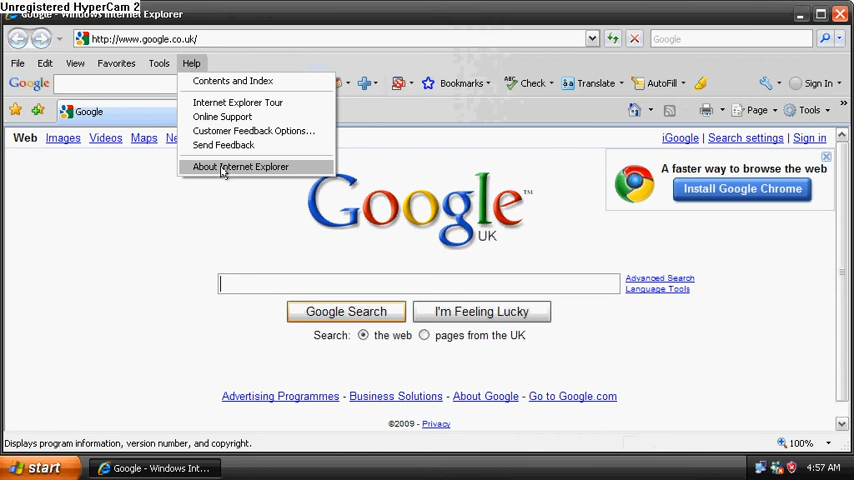 Unregistered HyperCam 2
Google - Windows Internet Explorer
http://www.google.co.uk/
Google
File Edit View Favorites Tools Help
Contents and Index
Internet Explorer Tour
Online Support
Customer Feedback Options...
Send Feedback
About Internet Explorer
Google
Bookmarks
Check
Translate
AutoFill
Sign In
Google
Page
Tools
Web Images Videos Maps
iGoogle | Search settings | Sign in
A faster way to browse the web
Install Google Chrome
Google™
UK
Advanced Search
Language Tools
Google Search
I'm Feeling Lucky
Search: the web pages from the UK
Advertising Programmes - Business Solutions - About Google - Go to Google.com
©2009 - Privacy
Displays program information, version number, and copyright.
100%
start
Google - Windows Int...
4:57 AM